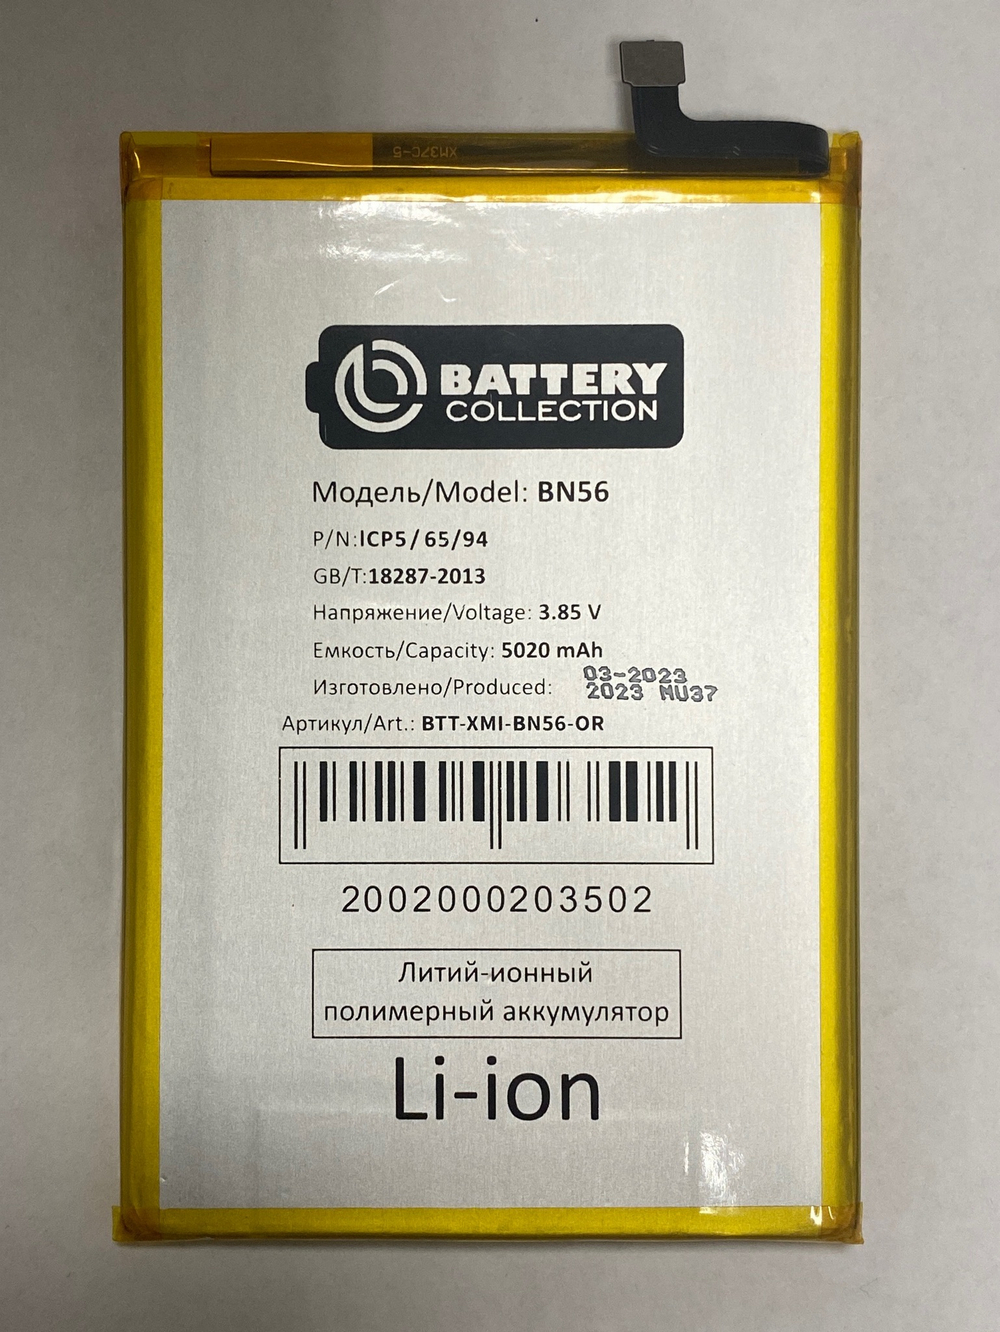 XM37C-5
BATTERY
COLLECTION
Модель/Model: BN56
P/N:ICP5/65/94
GB/T:18287-2013
Напряжение/Voltage: 3.85 V
Емкость/Capacity: 5020 mAh
03-2023
Изготовлено/Produced: 2023 MU37
Артикул/Art.: BTT-XMI-BN56-OR
2002000203502
Литий-ионный
полимерный аккумулятор
Li-ion